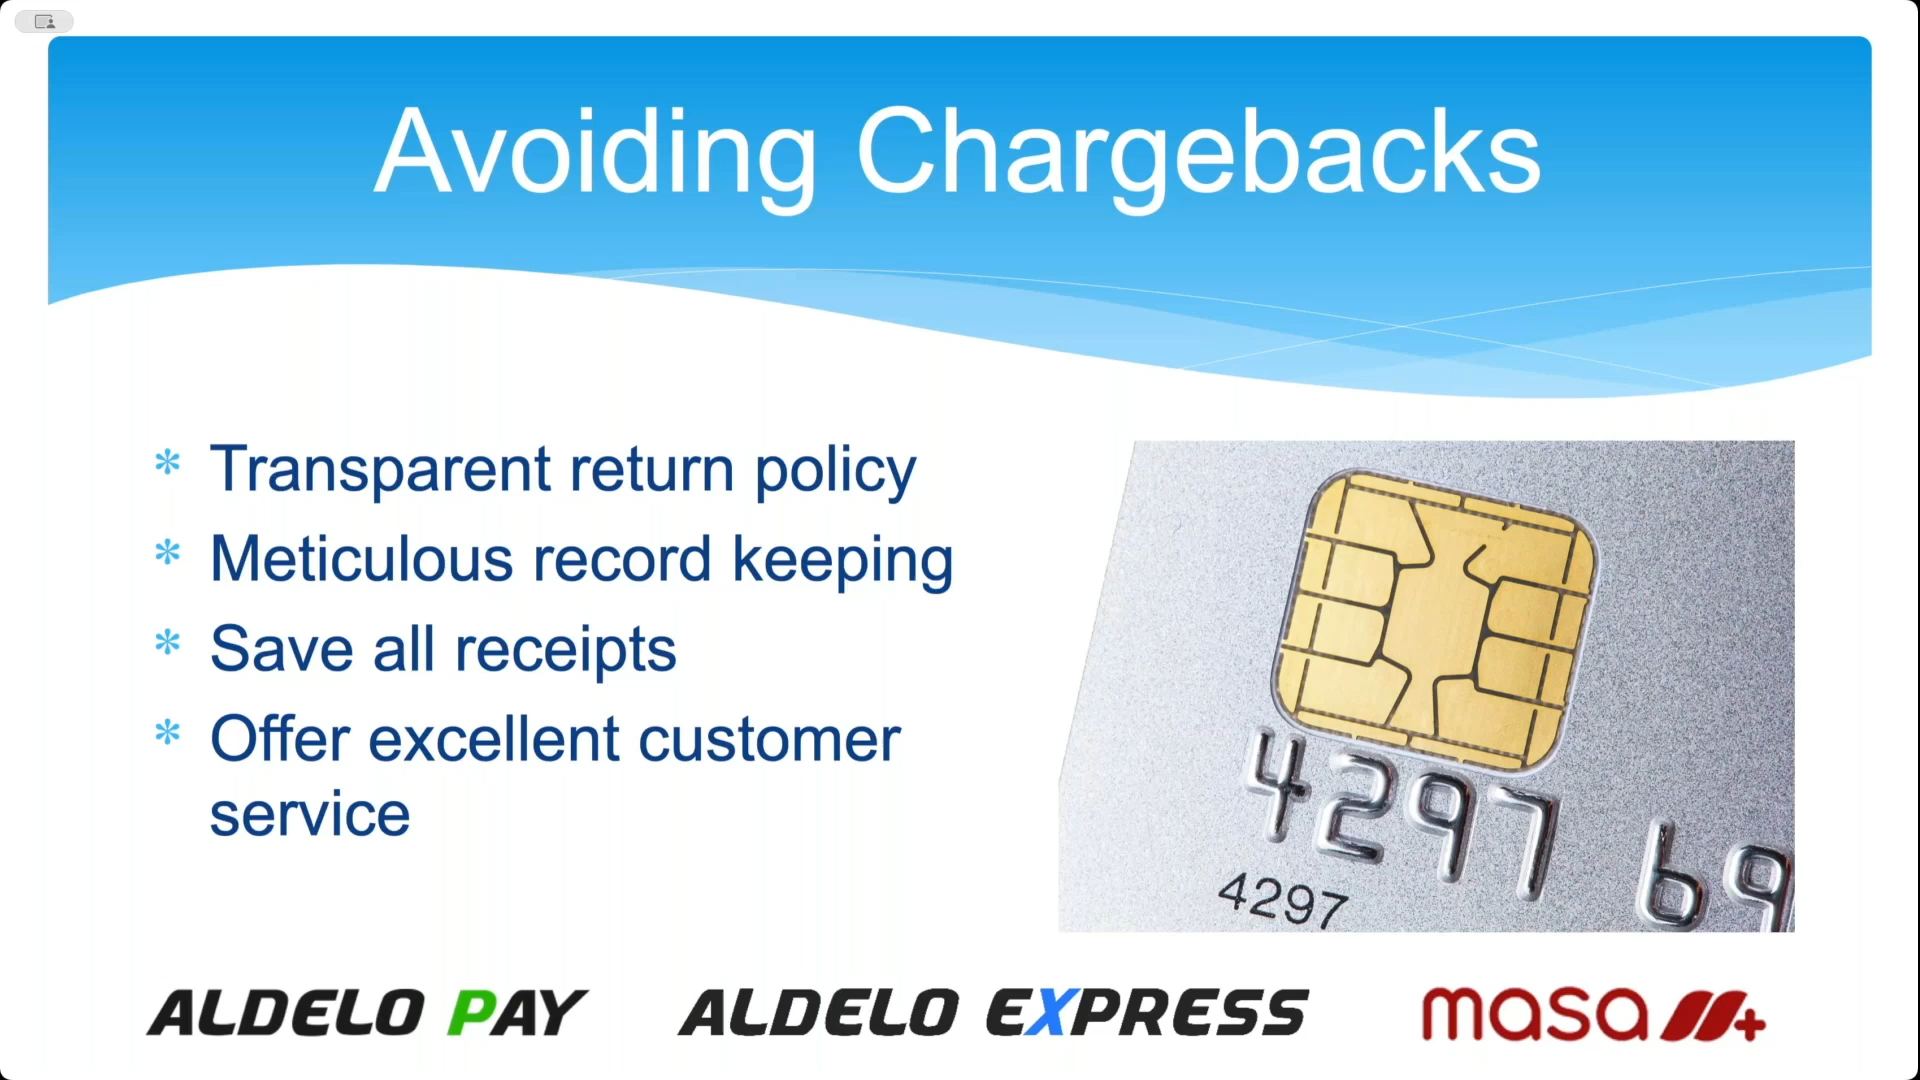 Avoiding Chargebacks
* Transparent return policy
* Meticulous record keeping
* Save all receipts
* Offer excellent customer
service
4297 69
4297
ALDELO PAY
ALDELO EXPRESS
masa